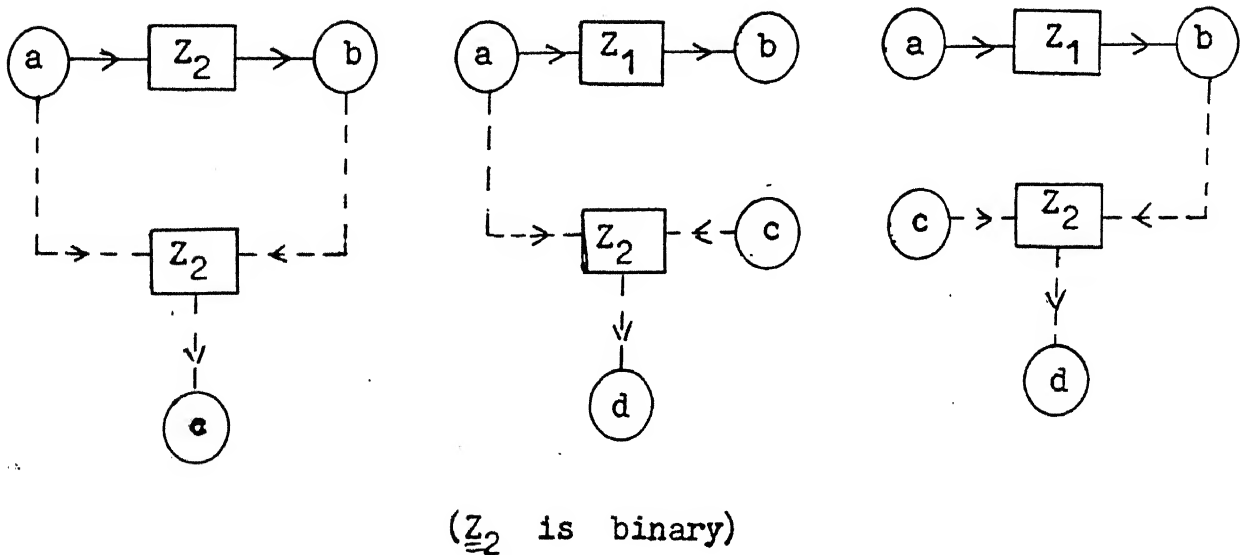 a Z₂ b a Z₁ b a Z₁ b
c Z₂
Z₂ Z₂ c
d
d
(Z₂ is binary)